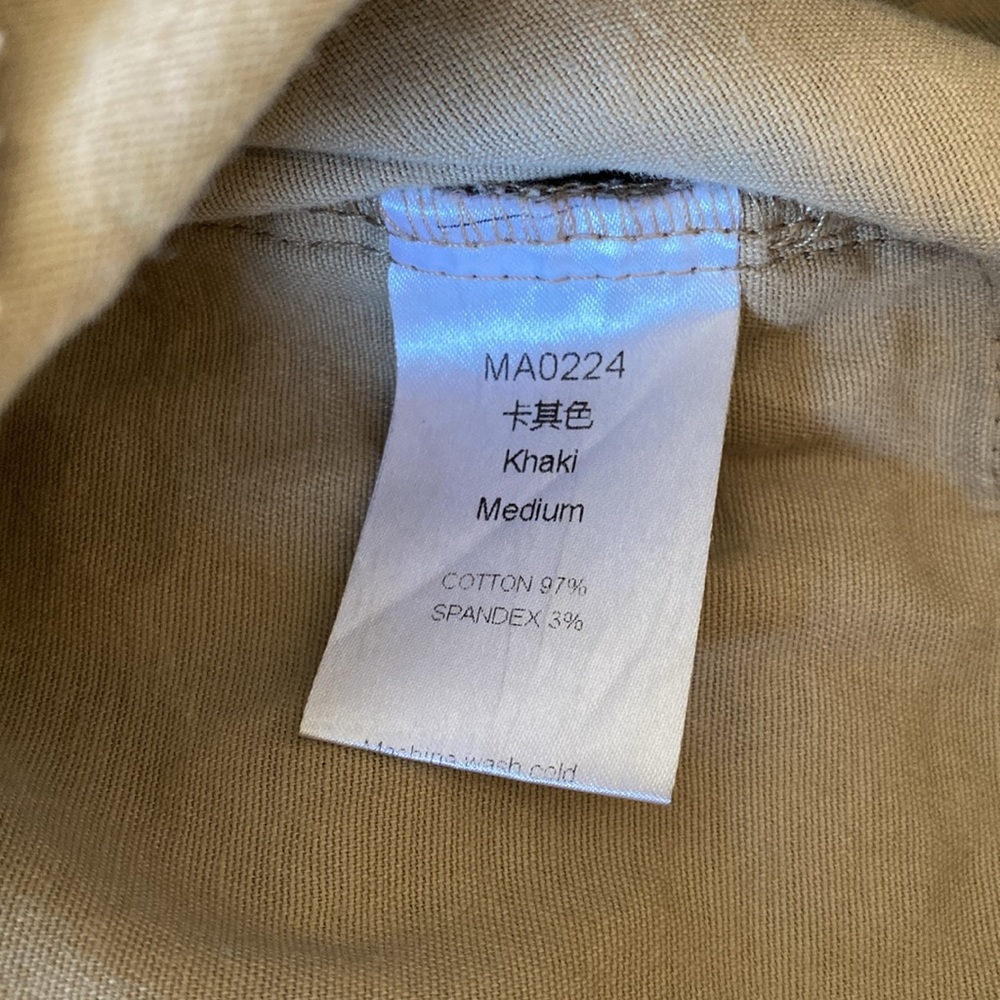 MA0224
卡其色
Khaki
Medium
COTTON 97%
SPANDEX 3%
Machine wash cold